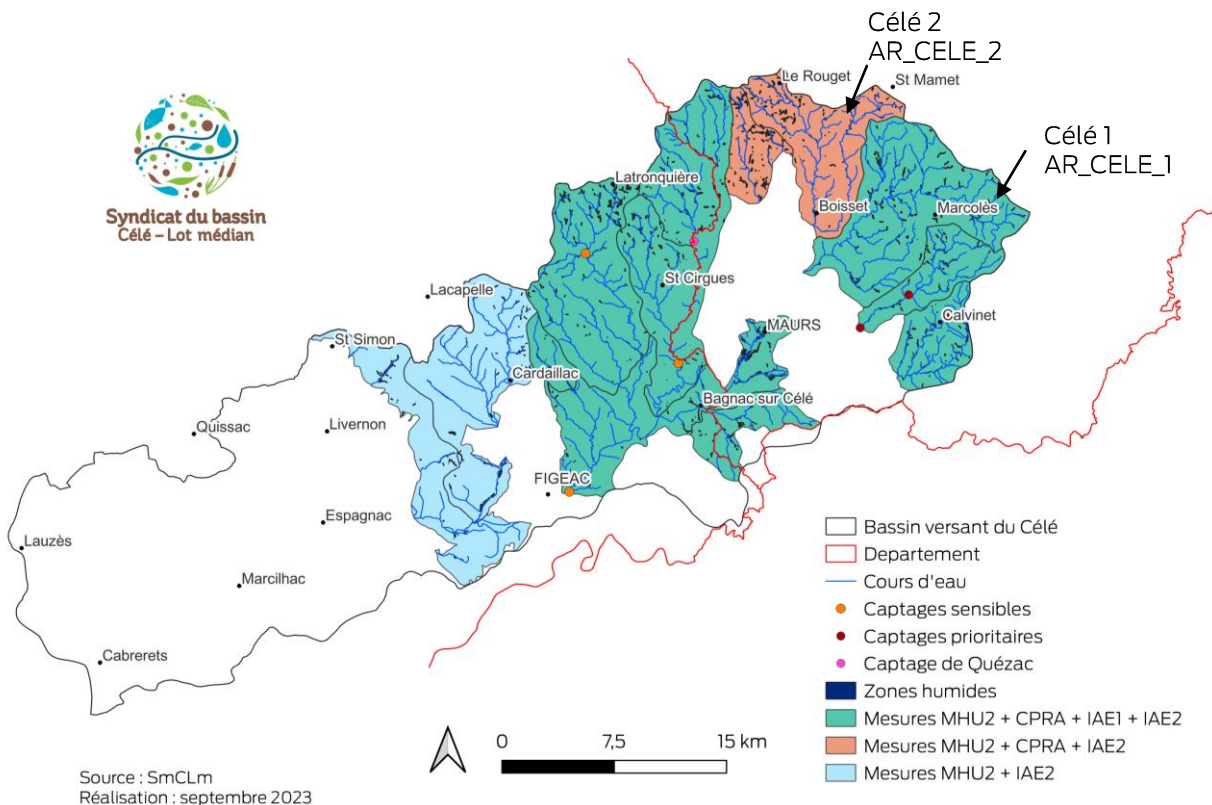 Célé 2
AR_CELE_2
Célé 1
AR_CELE_1
Syndicat du bassin
Célé – Lot médian
Le Rouget
St Mamet
Latronquière
Boisset
Marcolès
St Cirgues
Lacapelle
Calvinet
MAURS
St Simon
Cardaillac
Bagnac sur Célé
Quissac
Livernon
FIGEAC
Espagnac
Lauzès
Marcilhac
Cabrerets
Bassin versant du Célé
Departement
Cours d'eau
Captages sensibles
Captages prioritaires
Captage de Quézac
Zones humides
Mesures MHU2 + CPRA + IAE1 + IAE2
Mesures MHU2 + CPRA + IAE2
Mesures MHU2 + IAE2
0 7,5 15 km
Source : SmCLm
Réalisation : septembre 2023